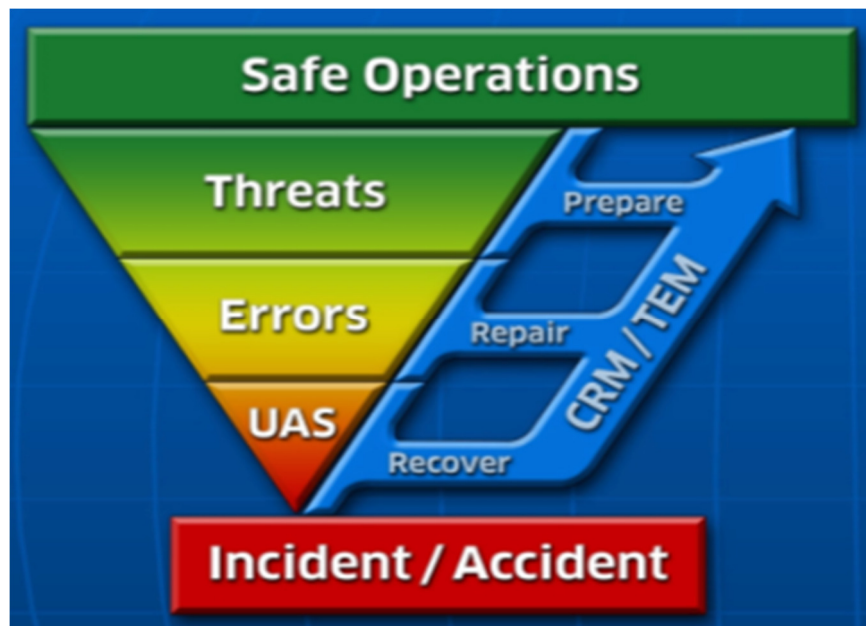 Safe Operations
Threats
Prepare
Errors
Repair
CRM / TEM
UAS
Recover
Incident / Accident